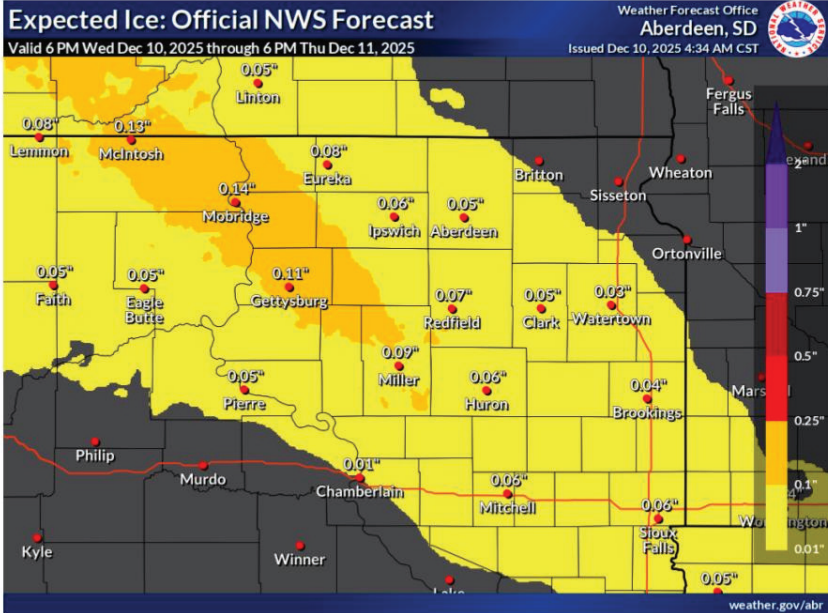 Expected Ice: Official NWS Forecast
Valid 6 PM Wed Dec 10, 2025 through 6 PM Thu Dec 11, 2025
Weather Forecast Office
Aberdeen, SD
Issued Dec 10, 2025 4:34 AM CST
NATIONAL WEATHER SERVICE
0.05"
Linton
Fergus
Falls
0.08"
Lemmon
0.13"
McIntosh
0.08"
Eureka
Britton
Sisseton
Wheaton
2"
0.14"
Mobridge
0.06"
Ipswich
0.05"
Aberdeen
1"
Ortonville
0.05"
Faith
0.05"
Eagle
Butte
0.11"
Gettysburg
0.07"
Redfield
0.05"
Clark
0.03"
Watertown
0.75"
0.5"
0.09"
Miller
0.05"
Pierre
0.06"
Huron
0.04"
Brookings
0.25"
Philip
Murdo
0.01"
Chamberlain
0.06"
Mitchell
0.06"
Sioux
Falls
0.1"
0.01"
Kyle
Winner
Lake
0.05"
weather.gov/abr